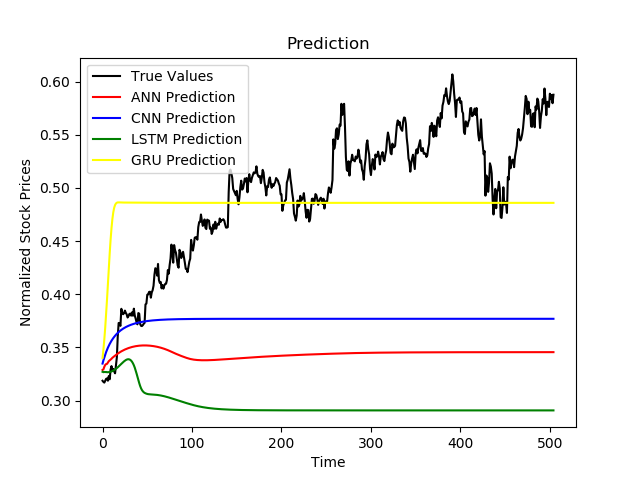 Prediction
True Values
ANN Prediction
CNN Prediction
LSTM Prediction
GRU Prediction
0.60
0.55
0.50
0.45
0.40
0.35
0.30
Normalized Stock Prices
0 100 200 300 400 500
Time